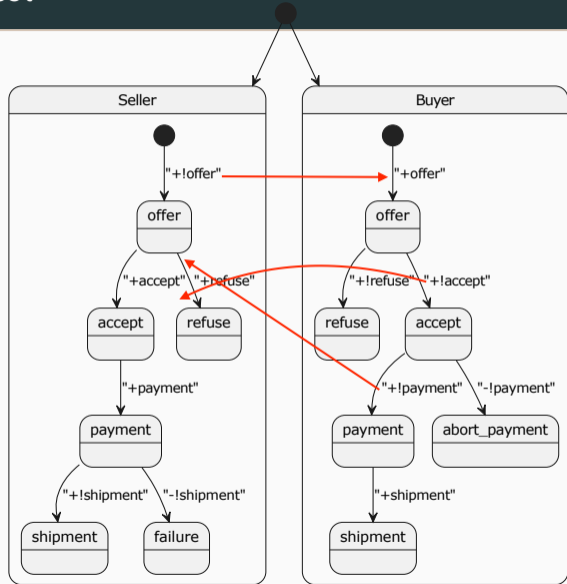 Seller
Buyer
"+!offer"
"+offer"
offer
offer
"+accept"
"+refuse"
"+!refuse"
"+!accept"
accept
refuse
refuse
accept
"+payment"
"+!payment"
"-!payment"
payment
payment
abort_payment
"+!shipment"
"-!shipment"
"+shipment"
shipment
failure
shipment